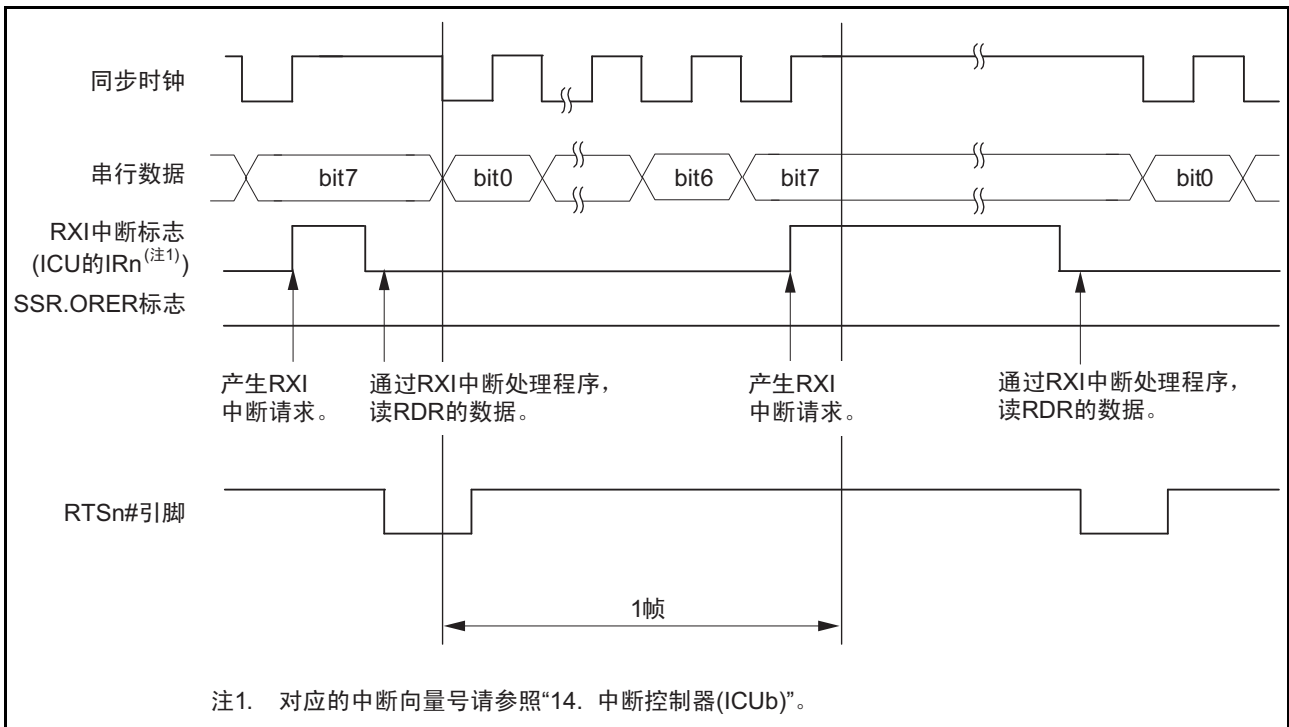 同步时钟
串行数据
bit7
bit0
bit6
bit7
bit0
RXI中断标志
(ICU的IRn(注1))
SSR.ORER标志
产生RXI
中断请求。
通过RXI中断处理程序，
读RDR的数据。
产生RXI
中断请求。
通过RXI中断处理程序，
读RDR的数据。
RTSn#引脚
1帧
注1. 对应的中断向量号请参照“14. 中断控制器(ICUb)”。